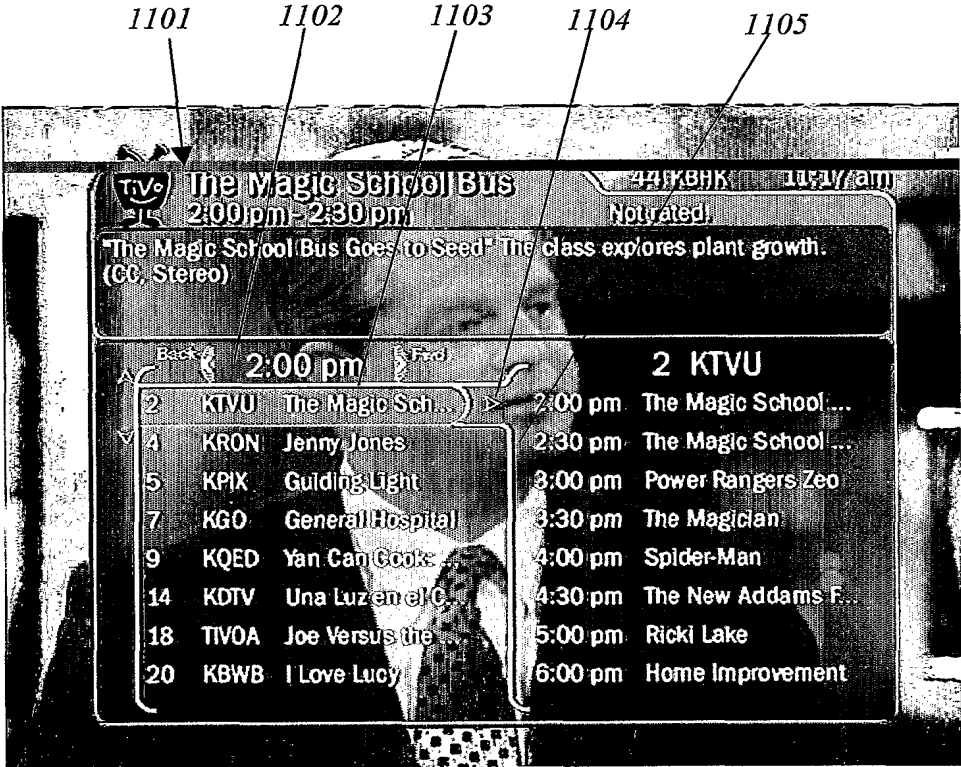 1101 1102 1103 1104 1105
TiVo The Magic School Bus 44 KBHK 11:17 am
2:00 pm - 2:30 pm Not rated.
"The Magic School Bus Goes to Seed" The class explores plant growth.
(CC, Stereo)
Back 2:00 pm Fwd 2 KTVU
2 KTVU The Magic Sch... 2:00 pm The Magic School ...
4 KRON Jenny Jones 2:30 pm The Magic School ...
5 KPIX Guiding Light 3:00 pm Power Rangers Zeo
7 KGO General Hospital 3:30 pm The Magician
9 KQED Yan Can Cook: ... 4:00 pm Spider-Man
14 KDTV Una Luz en el C... 4:30 pm The New Addams F...
18 TIVOA Joe Versus the ... 5:00 pm Ricki Lake
20 KBWB I Love Lucy 6:00 pm Home Improvement